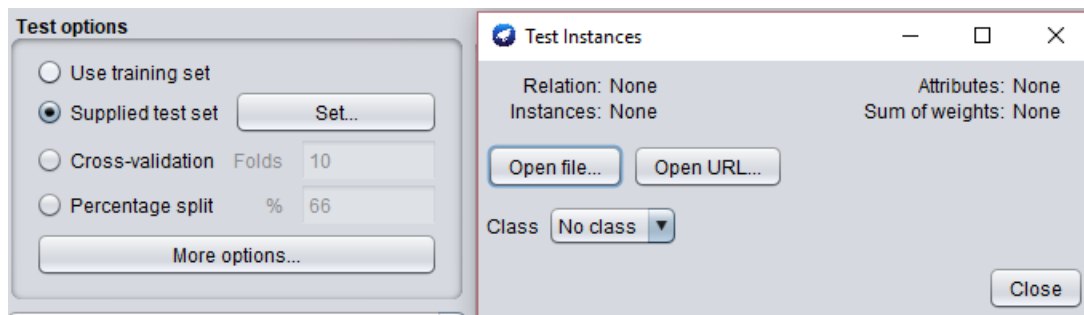 Test options
Use training set
Supplied test set Set...
Cross-validation Folds 10
Percentage split % 66
More options...
Test Instances
Relation: None Attributes: None
Instances: None Sum of weights: None
Open file... Open URL...
Class No class
Close